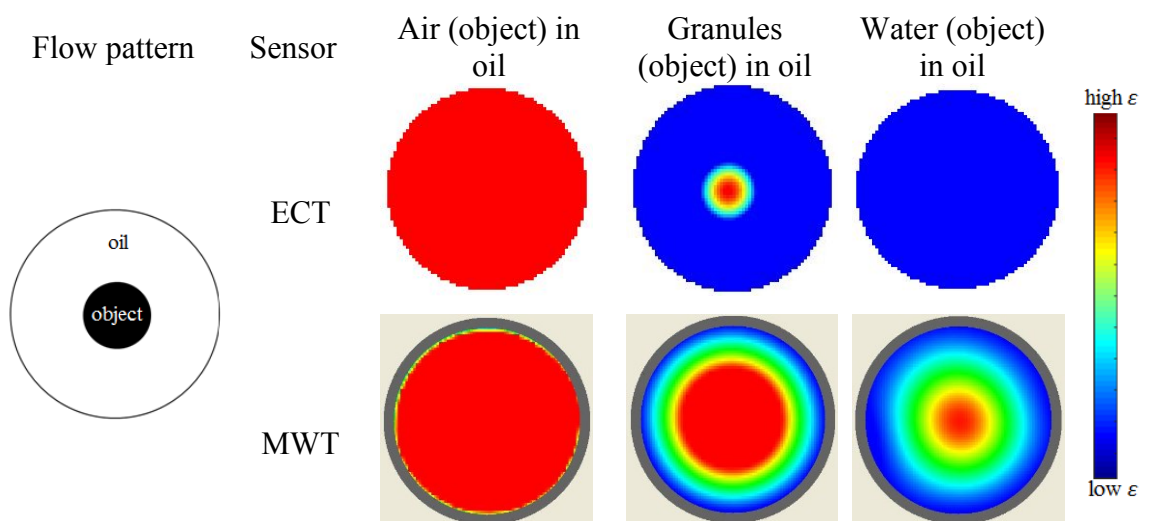 Flow pattern
Sensor
Air (object) in
oil
Granules
(object) in oil
Water (object)
in oil
high ε
oil
object
ECT
MWT
low ε